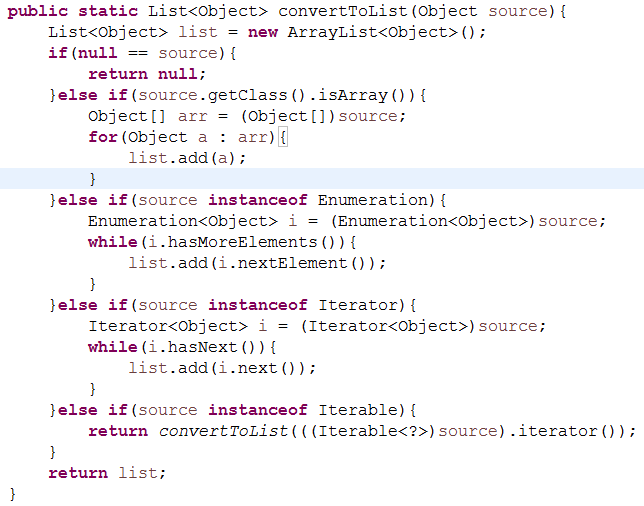 public static List<Object> convertToList(Object source){
    List<Object> list = new ArrayList<Object>();
    if(null == source){
        return null;
    }else if(source.getClass().isArray()){
        Object[] arr = (Object[])source;
        for(Object a : arr){
            list.add(a);
        }
    }else if(source instanceof Enumeration){
        Enumeration<Object> i = (Enumeration<Object>)source;
        while(i.hasMoreElements()){
            list.add(i.nextElement());
        }
    }else if(source instanceof Iterator){
        Iterator<Object> i = (Iterator<Object>)source;
        while(i.hasNext()){
            list.add(i.next());
        }
    }else if(source instanceof Iterable){
        return convertToList(((Iterable<?>)source).iterator());
    }
    return list;
}